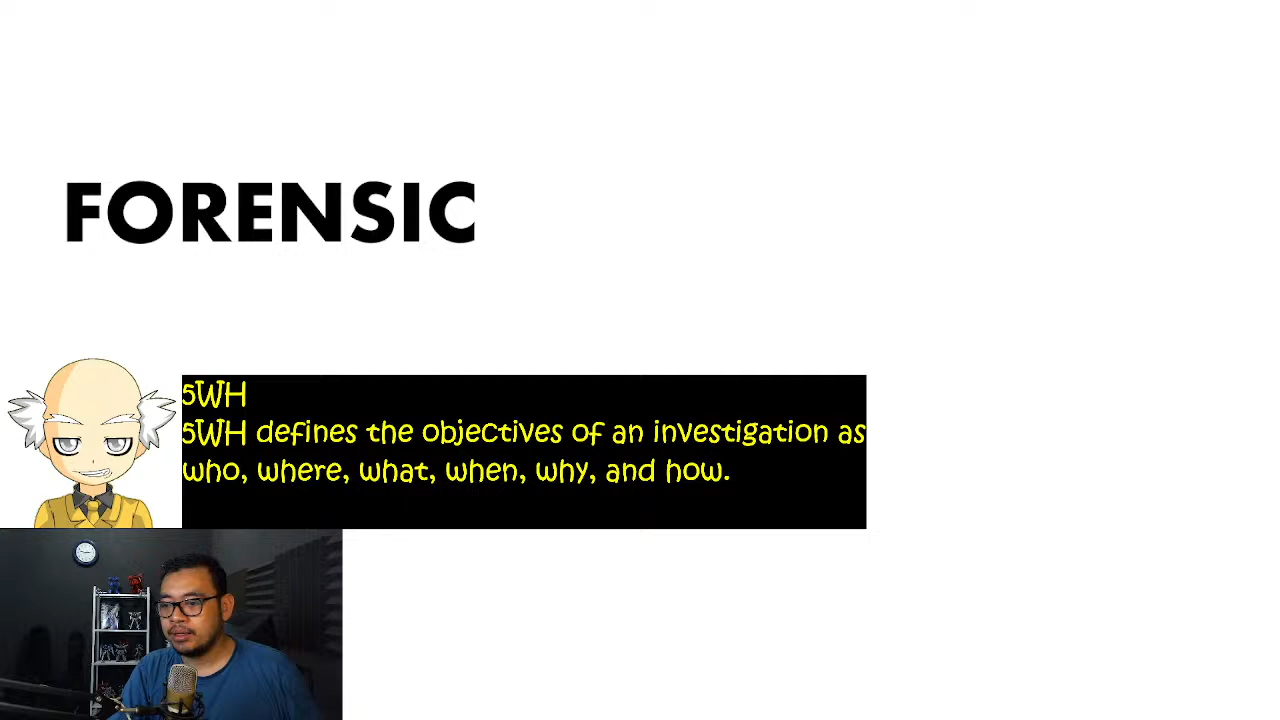 FORENSIC
5WH
5WH defines the objectives of an investigation as
who, where, what, when, why, and how.